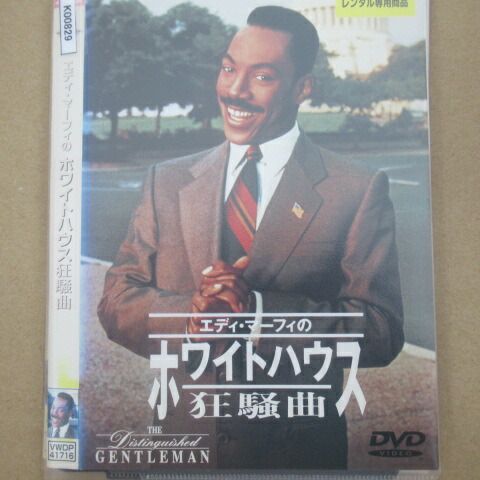 K00829
エディ・マーフィの ホワイトハウス狂騒曲
VWDP
41716
レンタル専用商品
エディ・マーフィの
ホワイトハウス
狂騒曲
THE
Distinguished
GENTLEMAN
DVD
VIDEO